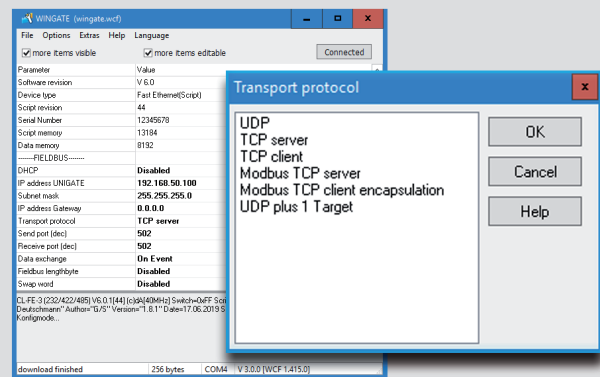 WINGATE (wingate.wcf)
File Options Extras Help Language
more items visible more items editable Connected
Parameter Value
Software revision V 6.0
Device type Fast Ethernet(Script)
Script revision 44
Serial Number 12345678
Script memory 13184
Data memory 8192
-------FIELDBUS--------
DHCP Disabled
IP address UNIGATE 192.168.50.100
Subnet mask 255.255.255.0
IP address Gateway 0.0.0.0
Transport protocol TCP server
Send port (dec) 502
Receive port (dec) 502
Data exchange On Event
Fieldbus lengthbyte Disabled
Swap word Disabled
CL-FE-3 (232/422/485) V6.0.1[44] (c)dA[40MHz] Switch=0xFF Scri
Deutschmann" Author="G/S" Version="1.8.1" Date=17.06.2019 S
Konfigmode...
download finished 256 bytes COM4 V 3.0.0 [WCF 1.415.0]
Transport protocol x
UDP
TCP server
TCP client
Modbus TCP server
Modbus TCP client encapsulation
UDP plus 1 Target
OK
Cancel
Help